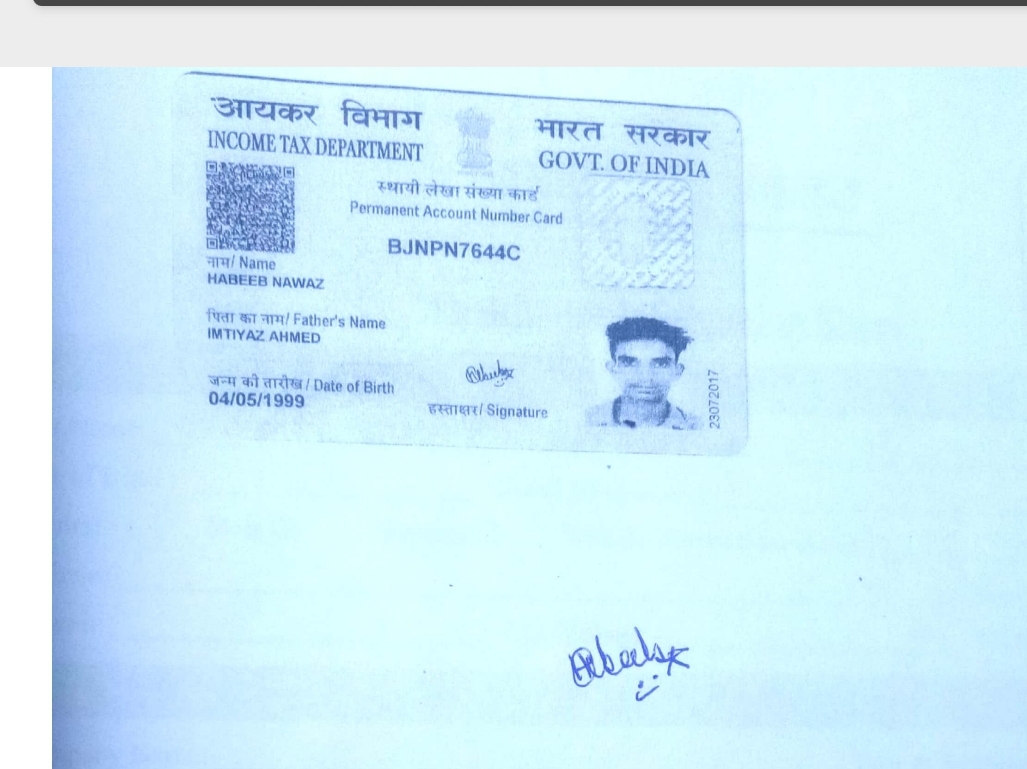 आयकर विभाग
INCOME TAX DEPARTMENT
भारत सरकार
GOVT. OF INDIA
स्थायी लेखा संख्या कार्ड
Permanent Account Number Card
BJNPN7644C
नाम/ Name
HABEEB NAWAZ
पिता का नाम/ Father's Name
IMTIYAZ AHMED
जन्म की तारीख / Date of Birth
04/05/1999
हस्ताक्षर/ Signature
23072017